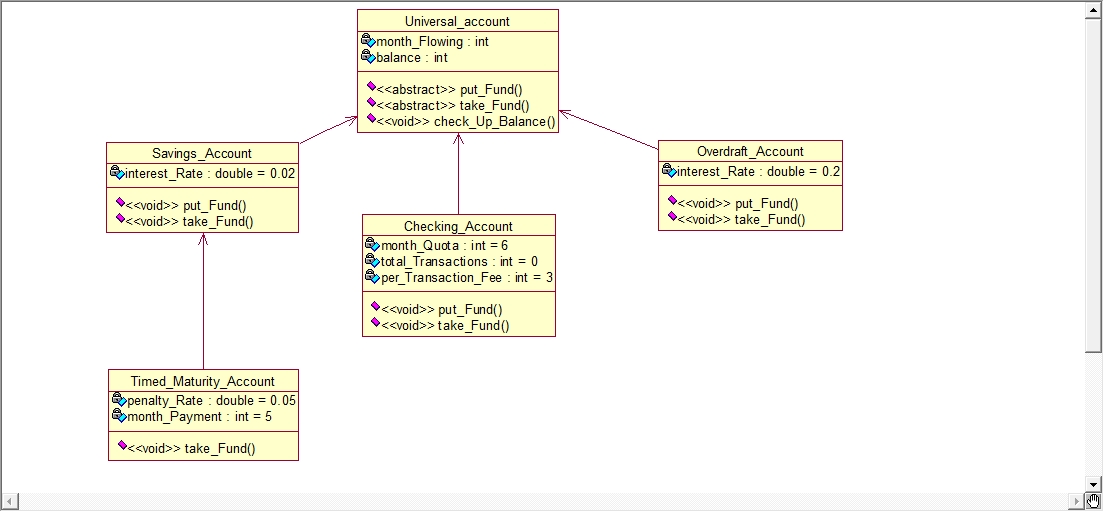 Universal_account
month_Flowing : int
balance : int
<<abstract>> put_Fund()
<<abstract>> take_Fund()
<<void>> check_Up_Balance()
Savings_Account
interest_Rate : double = 0.02
<<void>> put_Fund()
<<void>> take_Fund()
Overdraft_Account
interest_Rate : double = 0.2
<<void>> put_Fund()
<<void>> take_Fund()
Checking_Account
month_Quota : int = 6
total_Transactions : int = 0
per_Transaction_Fee : int = 3
<<void>> put_Fund()
<<void>> take_Fund()
Timed_Maturity_Account
penalty_Rate : double = 0.05
month_Payment : int = 5
<<void>> take_Fund()